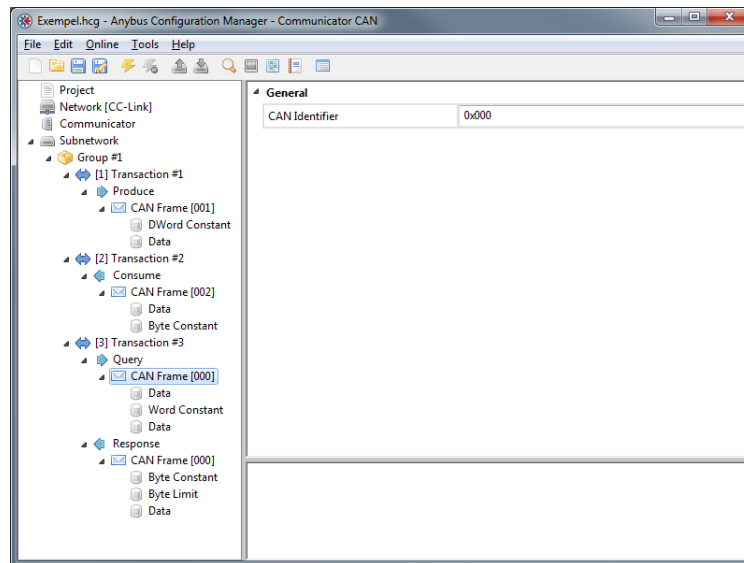 Exempel.hcg - Anybus Configuration Manager - Communicator CAN
File Edit Online Tools Help
Project
Network [CC-Link]
Communicator
Subnetwork
Group #1
[1] Transaction #1
Produce
CAN Frame [001]
DWord Constant
Data
[2] Transaction #2
Consume
CAN Frame [002]
Data
Byte Constant
[3] Transaction #3
Query
CAN Frame [000]
Data
Word Constant
Data
Response
CAN Frame [000]
Byte Constant
Byte Limit
Data
General
CAN Identifier 0x000